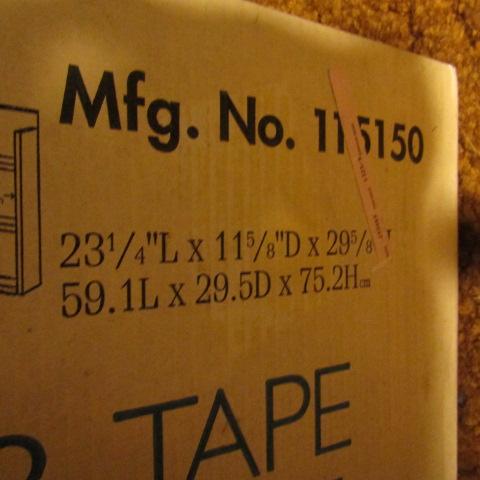 Mfg. No. 115150
23¹/₄"L x 11⁵/₈"D x 29⁵/₈"
59.1L x 29.5D x 75.2Hcm
TAPE